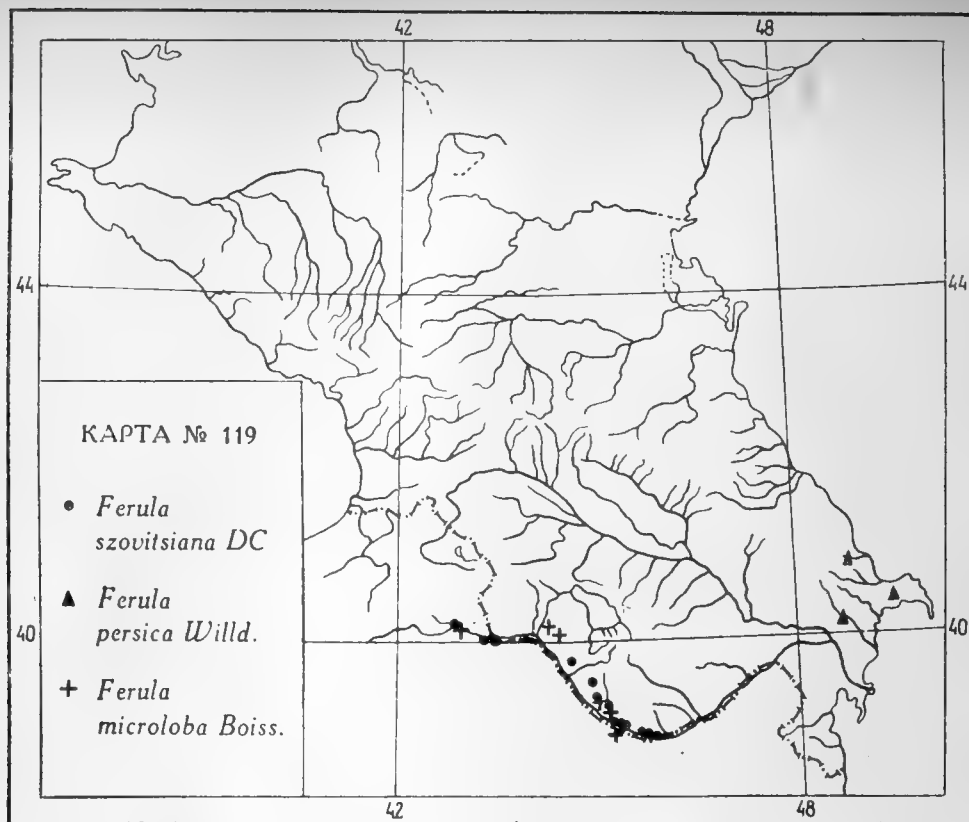 42 48
44 44
КАРТА № 119
Ferula
szovitsiana DC
Ferula
persica Willd.
40 40
Ferula
microloba Boiss.
42 48